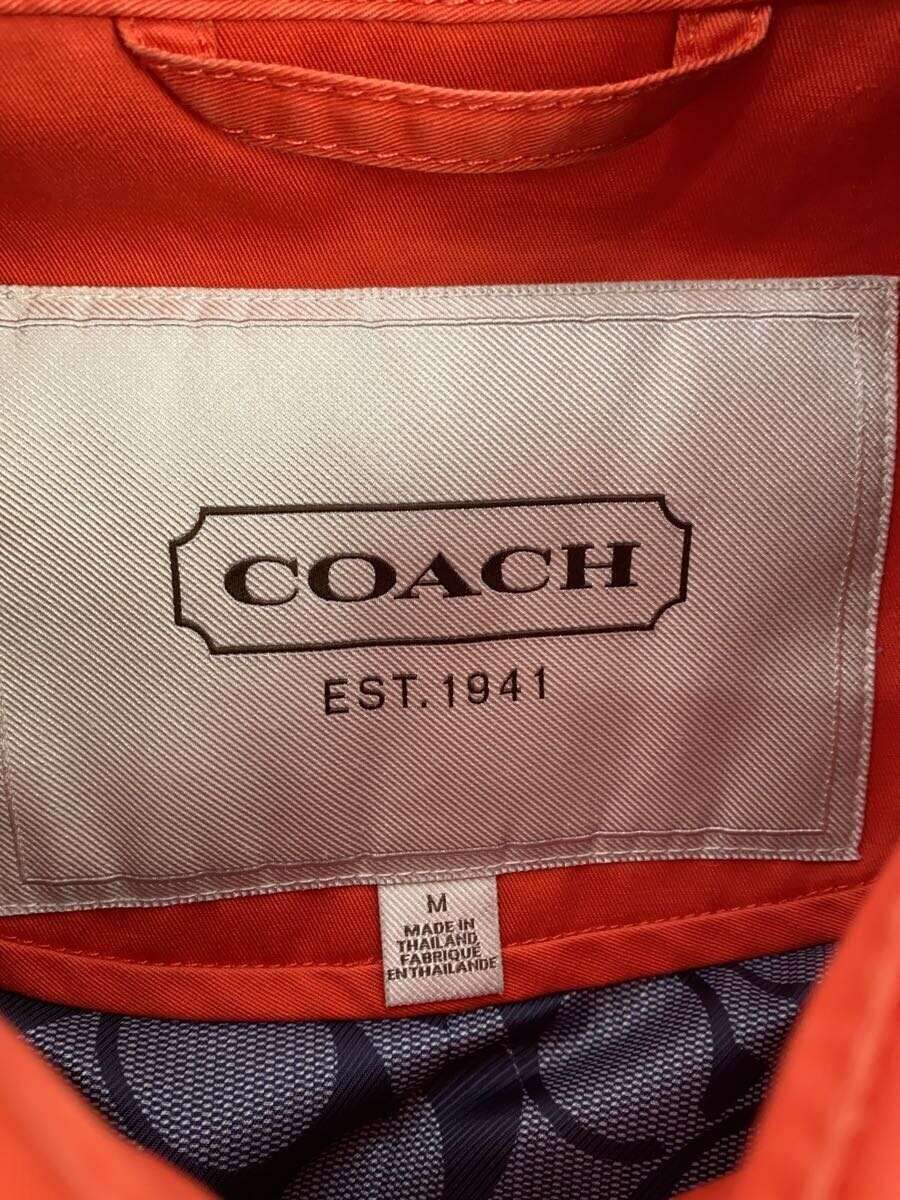 COACH
EST.1941
M
MADE IN
THAILAND
FABRIQUE
EN THAILANDE